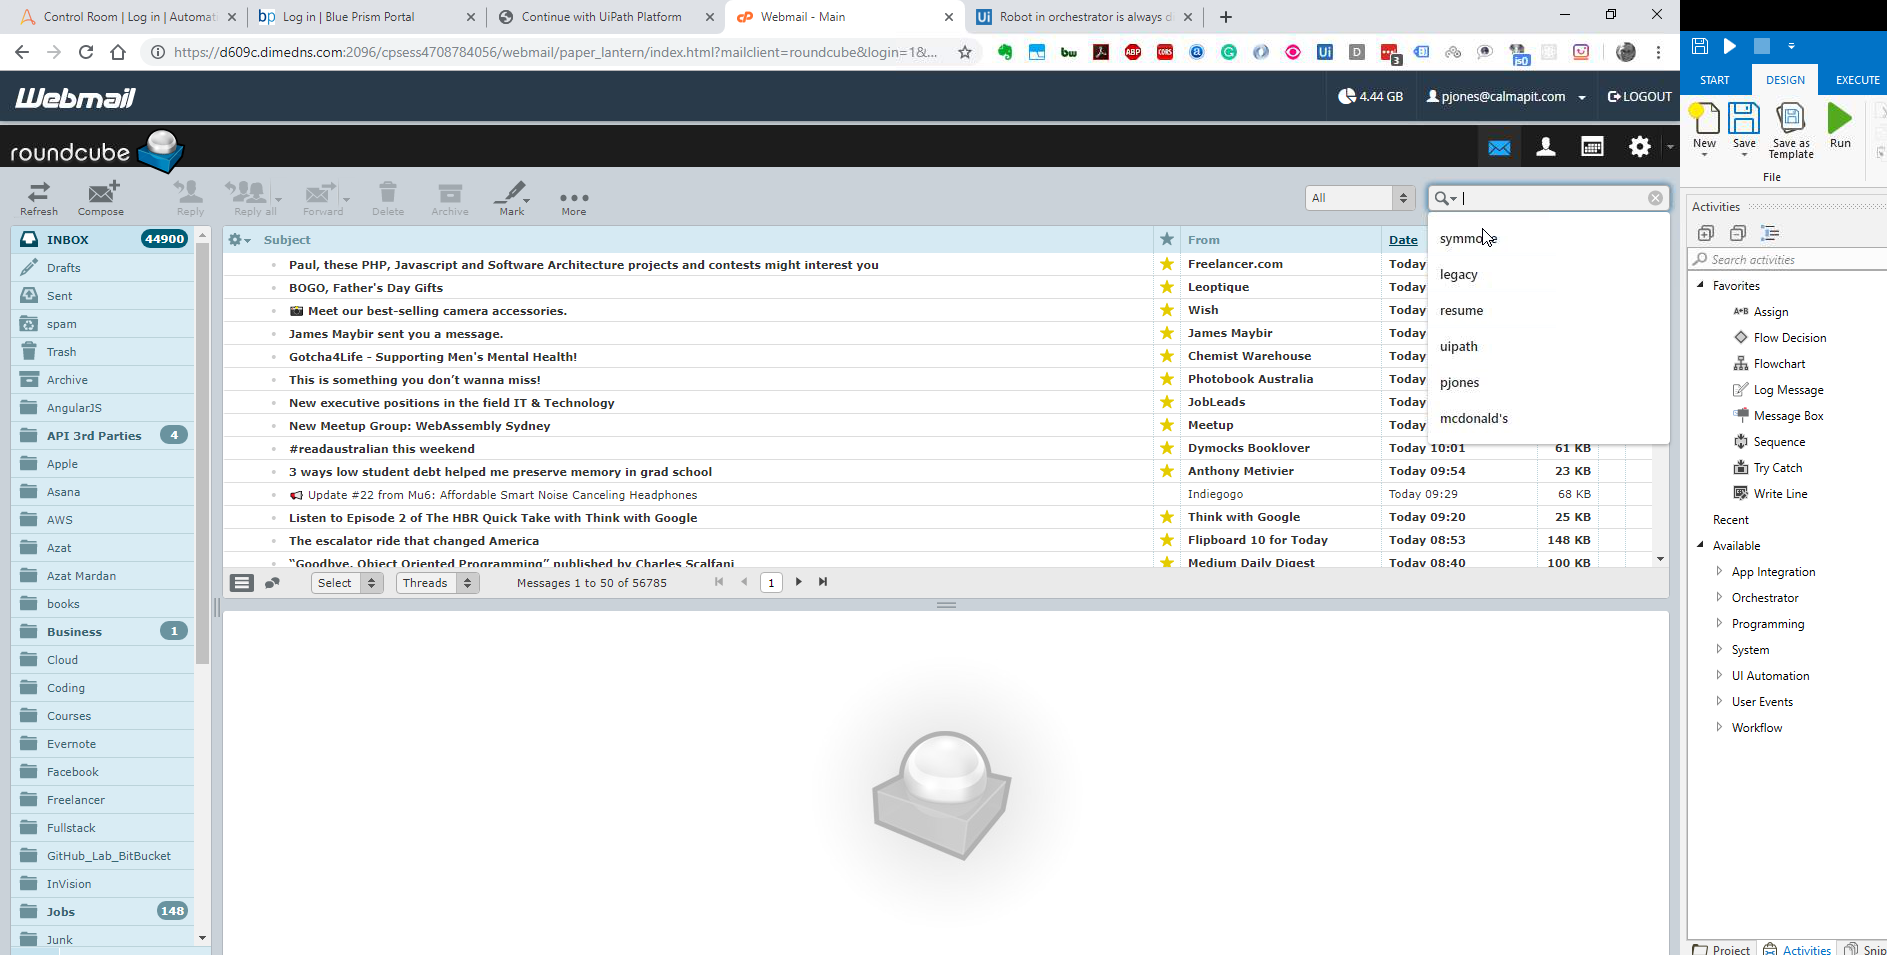 Control Room | Log in | Automat
Log in | Blue Prism Portal
Continue with UiPath Platform
Webmail - Main
Robot in orchestrator is always d
https://d609c.dimedns.com:2096/cpsess4708784056/webmail/paper_lantern/index.html?mailclient=roundcube&login=1&...
START
DESIGN
EXECUTE
Webmail
4.44 GB
pjones@calmapit.com
LOGOUT
New
Save
Save as Template
Run
File
roundcube
Refresh
Compose
Reply
Reply all
Forward
Delete
Archive
Mark
More
All
symmo
legacy
resume
uipath
pjones
mcdonald's
Activities
Search activities
Favorites
Assign
Flow Decision
Flowchart
Log Message
Message Box
Sequence
Try Catch
Write Line
Recent
Available
App Integration
Orchestrator
Programming
System
UI Automation
User Events
Workflow
Project
Activities
Snip
INBOX 44900
Drafts
Sent
spam
Trash
Archive
AngularJS
API 3rd Parties 4
Apple
Asana
AWS
Azat
Azat Mardan
books
Business 1
Cloud
Coding
Courses
Evernote
Facebook
Freelancer
Fullstack
GitHub_Lab_BitBucket
InVision
Jobs 148
Junk
Subject From Date
Paul, these PHP, Javascript and Software Architecture projects and contests might interest you Freelancer.com Today
BOGO, Father's Day Gifts Leoptique Today
Meet our best-selling camera accessories. Wish Today
James Maybir sent you a message. James Maybir Today
Gotcha4Life - Supporting Men's Mental Health! Chemist Warehouse Today
This is something you don't wanna miss! Photobook Australia Today
New executive positions in the field IT & Technology JobLeads Today
New Meetup Group: WebAssembly Sydney Meetup Today
#readaustralian this weekend Dymocks Booklover Today 10:01 61 KB
3 ways low student debt helped me preserve memory in grad school Anthony Metivier Today 09:54 23 KB
Update #22 from Mu6: Affordable Smart Noise Canceling Headphones Indiegogo Today 09:29 68 KB
Listen to Episode 2 of The HBR Quick Take with Think with Google Think with Google Today 09:20 25 KB
The escalator ride that changed America Flipboard 10 for Today Today 08:53 148 KB
“Goodbye, Object Oriented Programming” published by Charles Scalfani Medium Daily Digest Today 08:40 100 KB
Select Threads Messages 1 to 50 of 56785 1